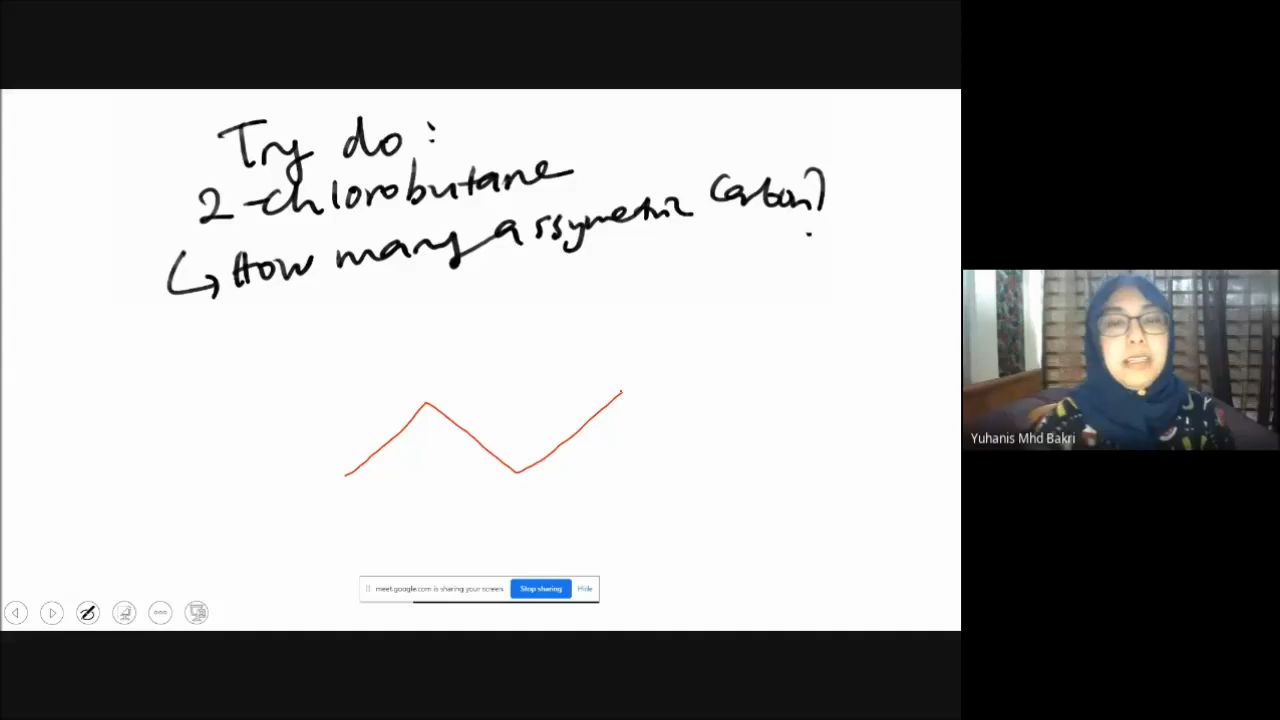 Try do :
2-chlorobutane
↳ How many assymetric Carbon?
Yuhanis Mhd Bakri
meet.google.com is sharing your screen. Stop sharing Hide